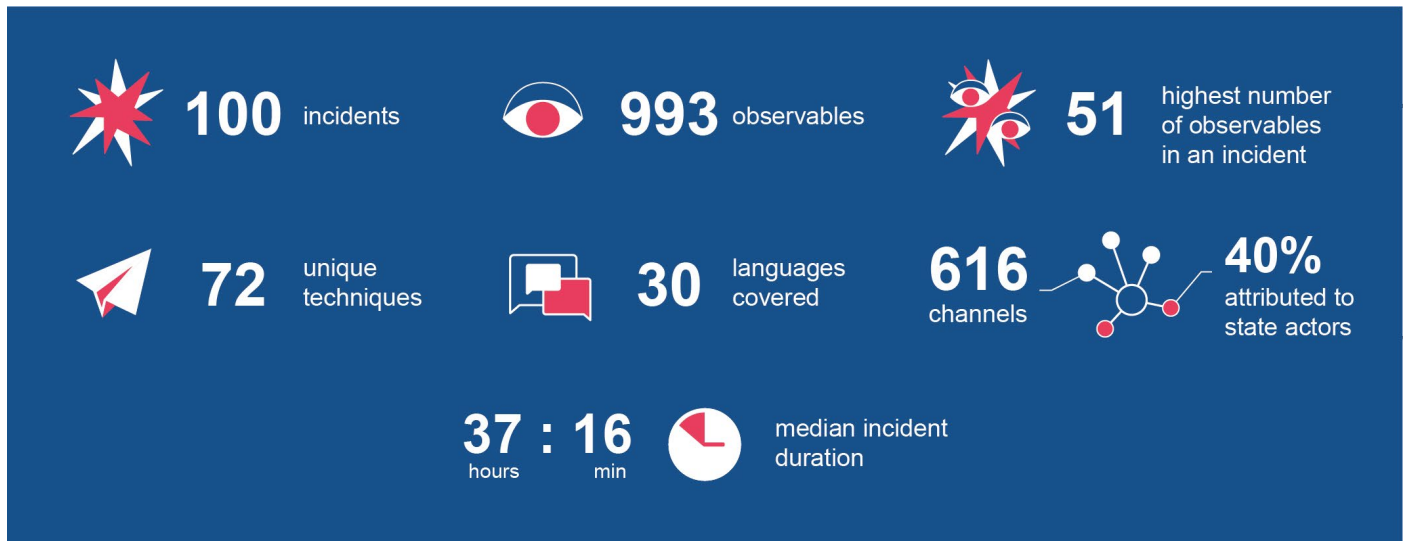 100 incidents
993 observables
51
highest number
of observables
in an incident
72
unique
techniques
30
languages
covered
616
channels
40%
attributed to
state actors
37 : 16
hours min
median incident
duration